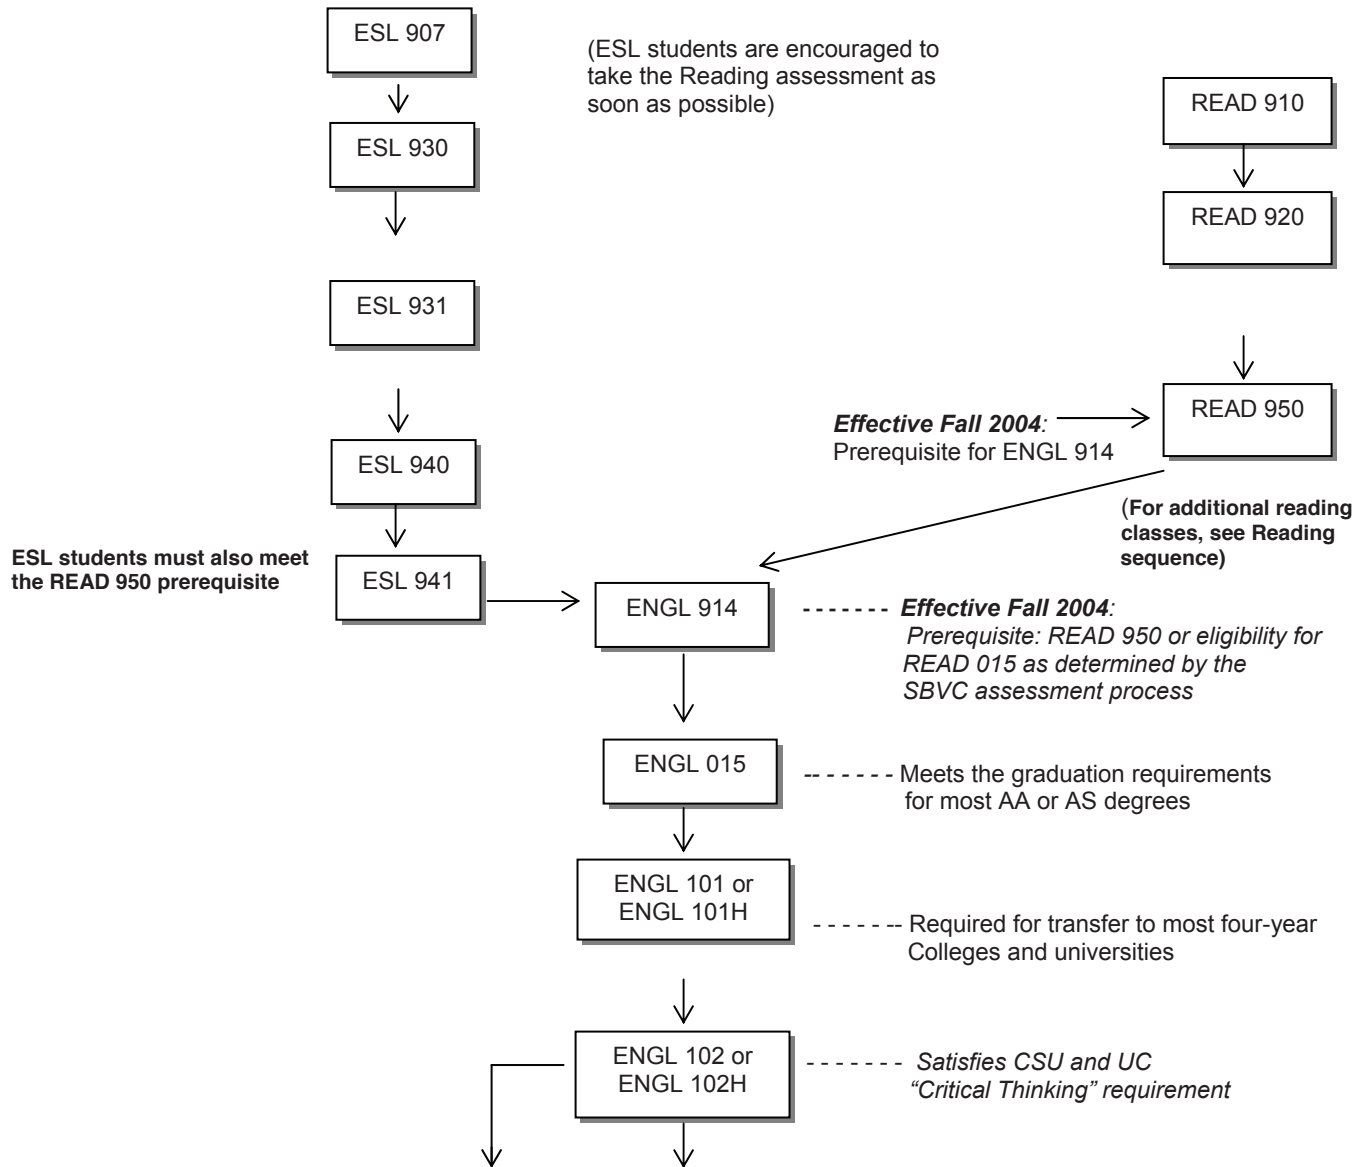 ESL 907
(ESL students are encouraged to
take the Reading assessment as
soon as possible)
READ 910
ESL 930
READ 920
ESL 931
READ 950
Effective Fall 2004:
Prerequisite for ENGL 914
ESL 940
(For additional reading
classes, see Reading
sequence)
ESL students must also meet
the READ 950 prerequisite
ESL 941
ENGL 914
Effective Fall 2004:
Prerequisite: READ 950 or eligibility for
READ 015 as determined by the
SBVC assessment process
ENGL 015
Meets the graduation requirements
for most AA or AS degrees
ENGL 101 or
ENGL 101H
Required for transfer to most four-year
Colleges and universities
ENGL 102 or
ENGL 102H
Satisfies CSU and UC
“Critical Thinking” requirement